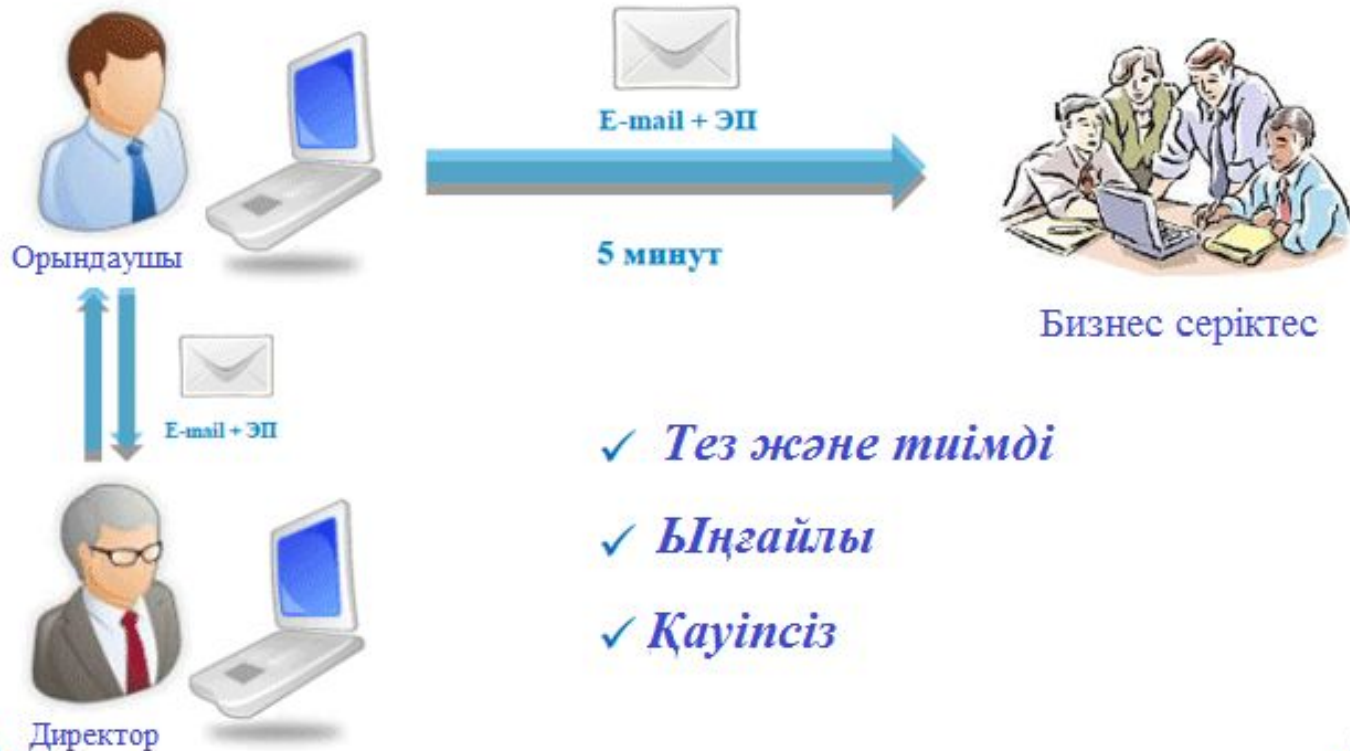 E-mail + ЭП
5 минут
Орындаушы
Бизнес серіктес
E-mail + ЭП
✓ Тез және тиімді
✓ Ыңғайлы
✓ Қауіпсіз
Директор